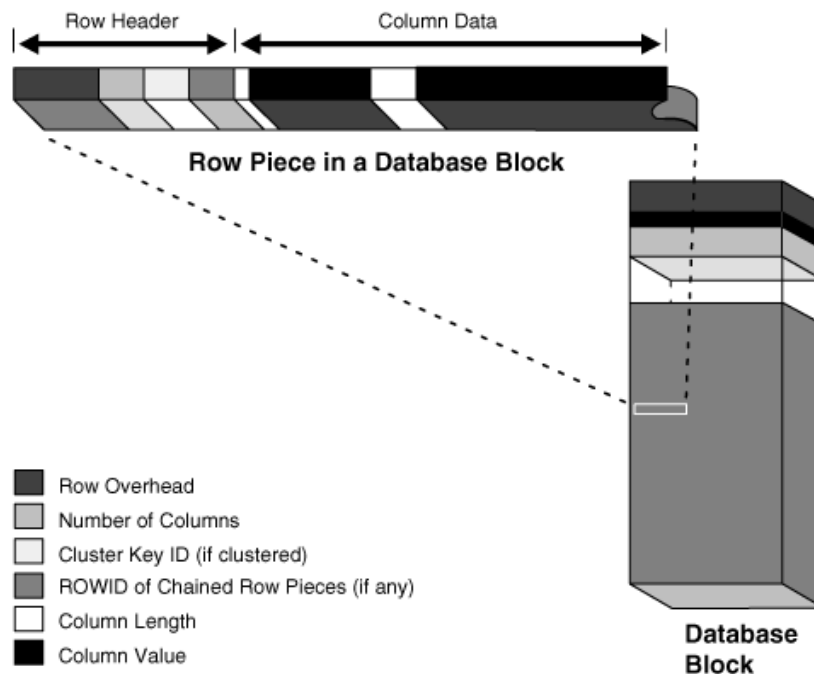 Row Header
Column Data
Row Piece in a Database Block
Row Overhead
Number of Columns
Cluster Key ID (if clustered)
ROWID of Chained Row Pieces (if any)
Column Length
Column Value
Database
Block